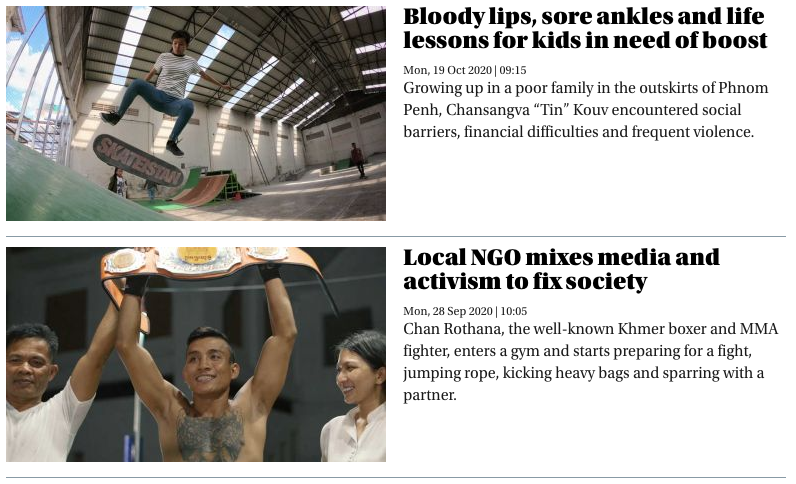 Bloody lips, sore ankles and life
lessons for kids in need of boost
Mon, 19 Oct 2020 | 09:15
Growing up in a poor family in the outskirts of Phnom
Penh, Chansangva “Tin” Kouv encountered social
barriers, financial difficulties and frequent violence.
SKATEISTAN
Local NGO mixes media and
activism to fix society
Mon, 28 Sep 2020 | 10:05
Chan Rothana, the well-known Khmer boxer and MMA
fighter, enters a gym and starts preparing for a fight,
jumping rope, kicking heavy bags and sparring with a
partner.